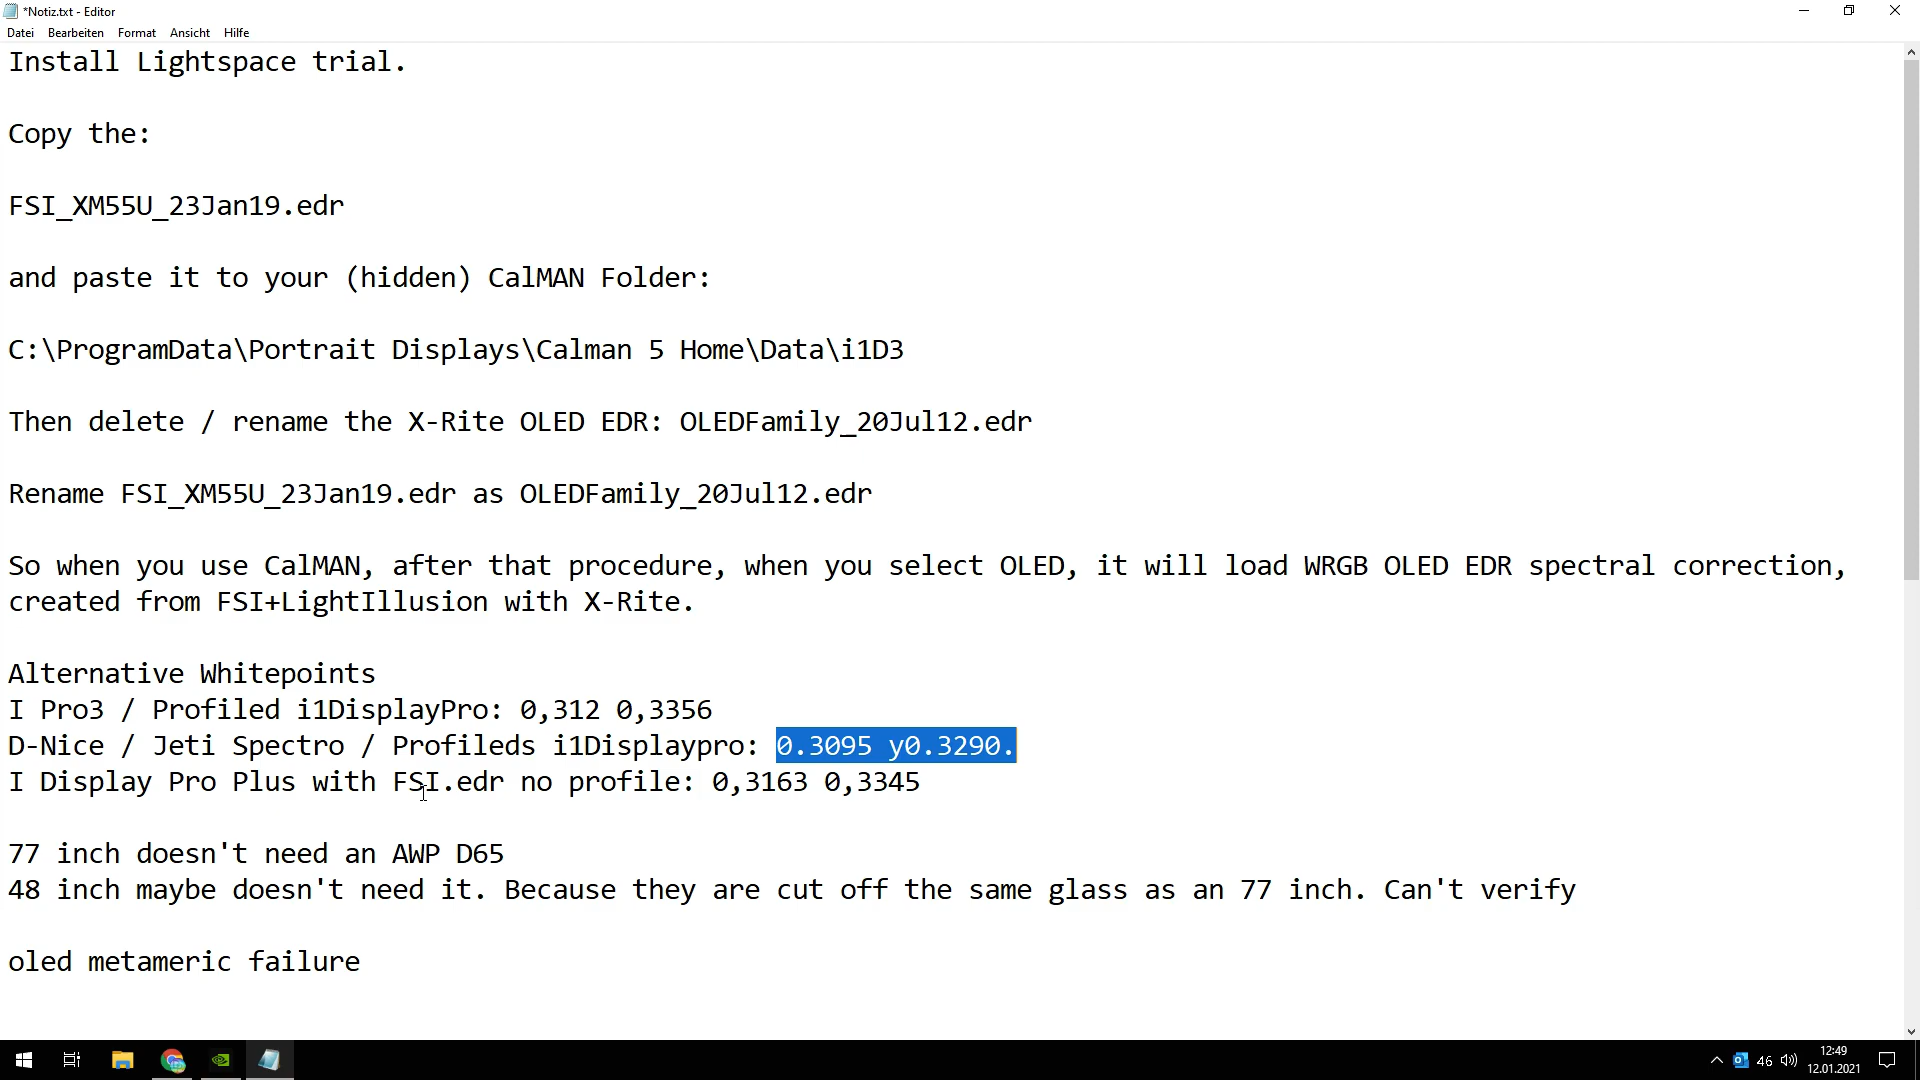 *Notiz.txt - Editor
Datei Bearbeiten Format Ansicht Hilfe
Install Lightspace trial.
Copy the:
FSI_XM55U_23Jan19.edr
and paste it to your (hidden) CalMAN Folder:
C:\ProgramData\Portrait Displays\Calman 5 Home\Data\i1D3
Then delete / rename the X-Rite OLED EDR: OLEDFamily_20Jul12.edr
Rename FSI_XM55U_23Jan19.edr as OLEDFamily_20Jul12.edr
So when you use CalMAN, after that procedure, when you select OLED, it will load WRGB OLED EDR spectral correction,
created from FSI+LightIllusion with X-Rite.
Alternative Whitepoints
I Pro3 / Profiled i1DisplayPro: 0,312 0,3356
D-Nice / Jeti Spectro / Profileds i1Displaypro: 0.3095 y0.3290.
I Display Pro Plus with FSI.edr no profile: 0,3163 0,3345
77 inch doesn't need an AWP D65
48 inch maybe doesn't need it. Because they are cut off the same glass as an 77 inch. Can't verify
oled metameric failure
46
12:49
12.01.2021